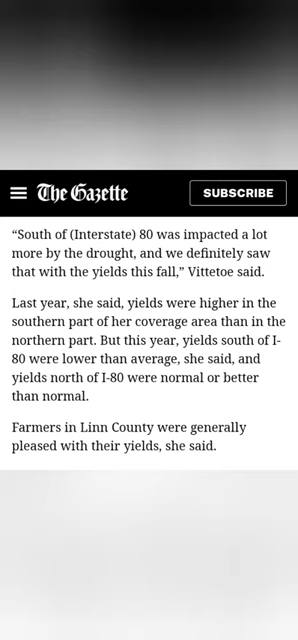 The Gazette
SUBSCRIBE
“South of (Interstate) 80 was impacted a lot
more by the drought, and we definitely saw
that with the yields this fall,” Vittetoe said.
Last year, she said, yields were higher in the
southern part of her coverage area than in the
northern part. But this year, yields south of I-
80 were lower than average, she said, and
yields north of I-80 were normal or better
than normal.
Farmers in Linn County were generally
pleased with their yields, she said.